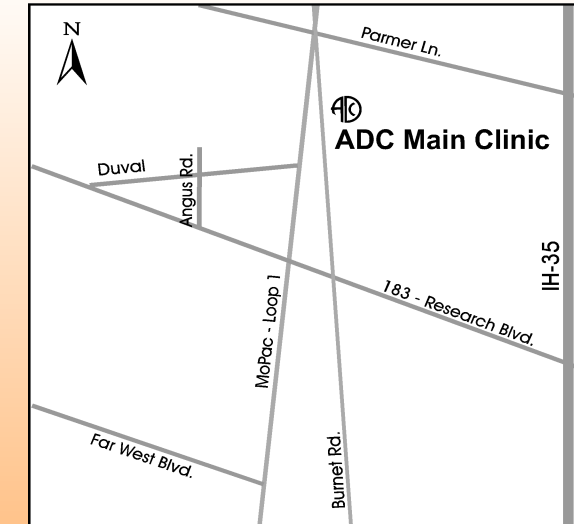 N
Parmer Ln.
ADC
ADC Main Clinic
Duval
Angus Rd.
IH-35
183 - Research Blvd.
MoPac - Loop 1
Far West Blvd.
Burnet Rd.